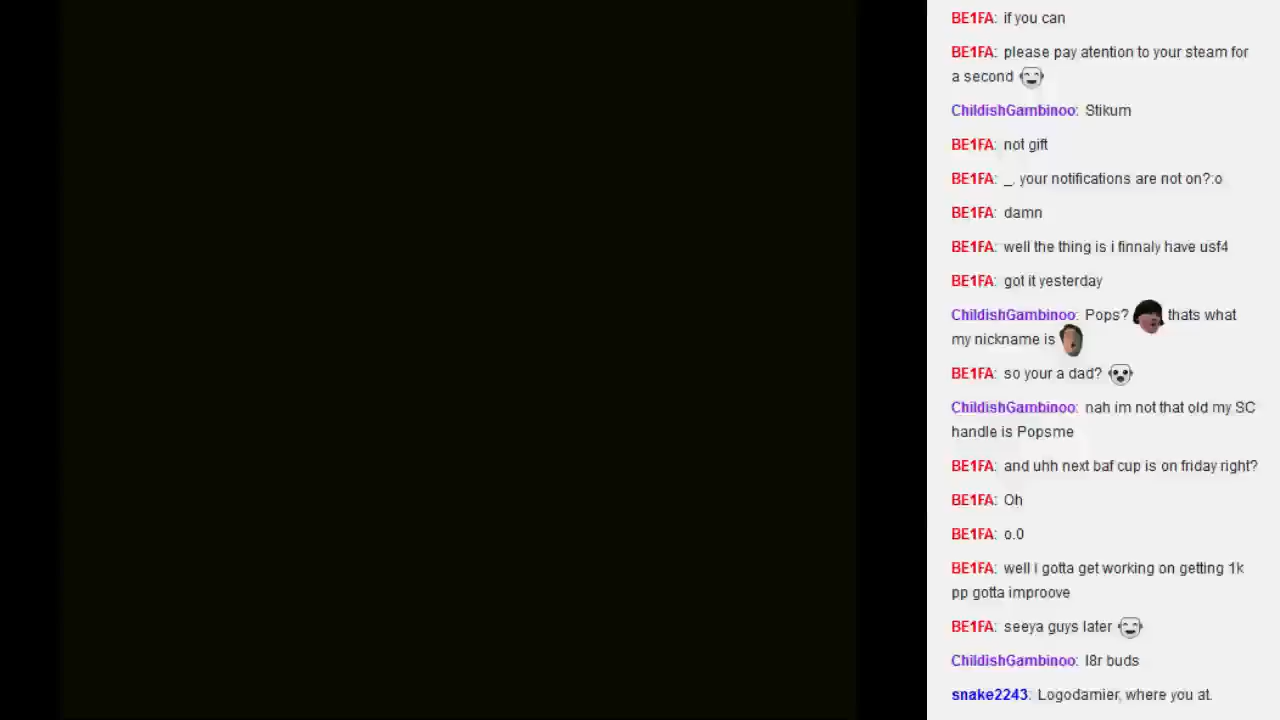 BE1FA: if you can
BE1FA: please pay atention to your steam for
a second
ChildishGambinoo: Stikum
BE1FA: not gift
BE1FA: _. your notifications are not on?:o
BE1FA: damn
BE1FA: well the thing is i finnaly have usf4
BE1FA: got it yesterday
ChildishGambinoo: Pops? thats what
my nickname is
BE1FA: so your a dad?
ChildishGambinoo: nah im not that old my SC
handle is Popsme
BE1FA: and uhh next baf cup is on friday right?
BE1FA: Oh
BE1FA: o.0
BE1FA: well i gotta get working on getting 1k
pp gotta improove
BE1FA: seeya guys later
ChildishGambinoo: l8r buds
snake2243: Logodamier, where you at.